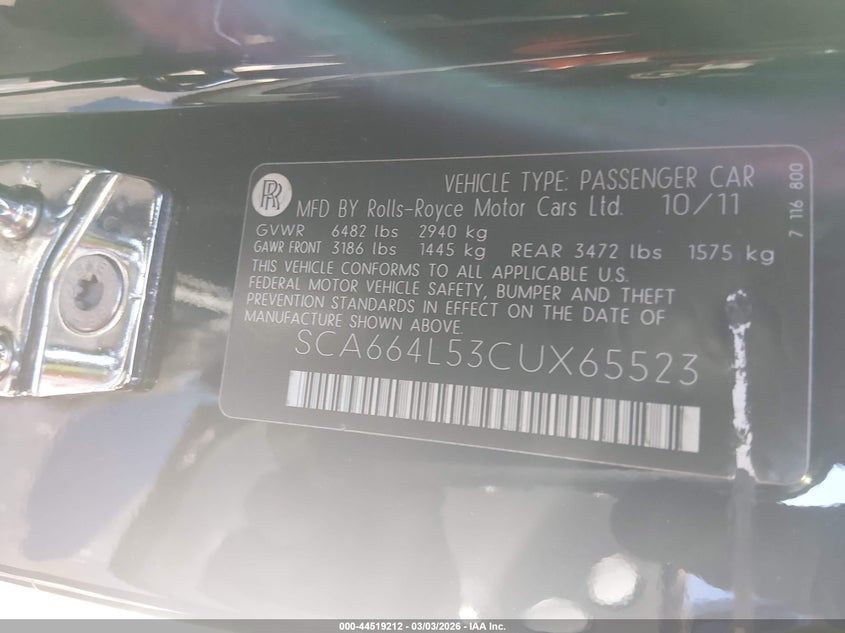 RR
VEHICLE TYPE: PASSENGER CAR
MFD BY Rolls-Royce Motor Cars Ltd. 10/11
GVWR 6482 lbs 2940 kg
GAWR FRONT 3186 lbs 1445 kg REAR 3472 lbs 1575 kg
THIS VEHICLE CONFORMS TO ALL APPLICABLE U.S.
FEDERAL MOTOR VEHICLE SAFETY, BUMPER AND THEFT
PREVENTION STANDARDS IN EFFECT ON THE DATE OF
MANUFACTURE SHOWN ABOVE.
SCA664L53CUX65523
7 116 800
000-44519212 - 03/03/2026 - IAA Inc.